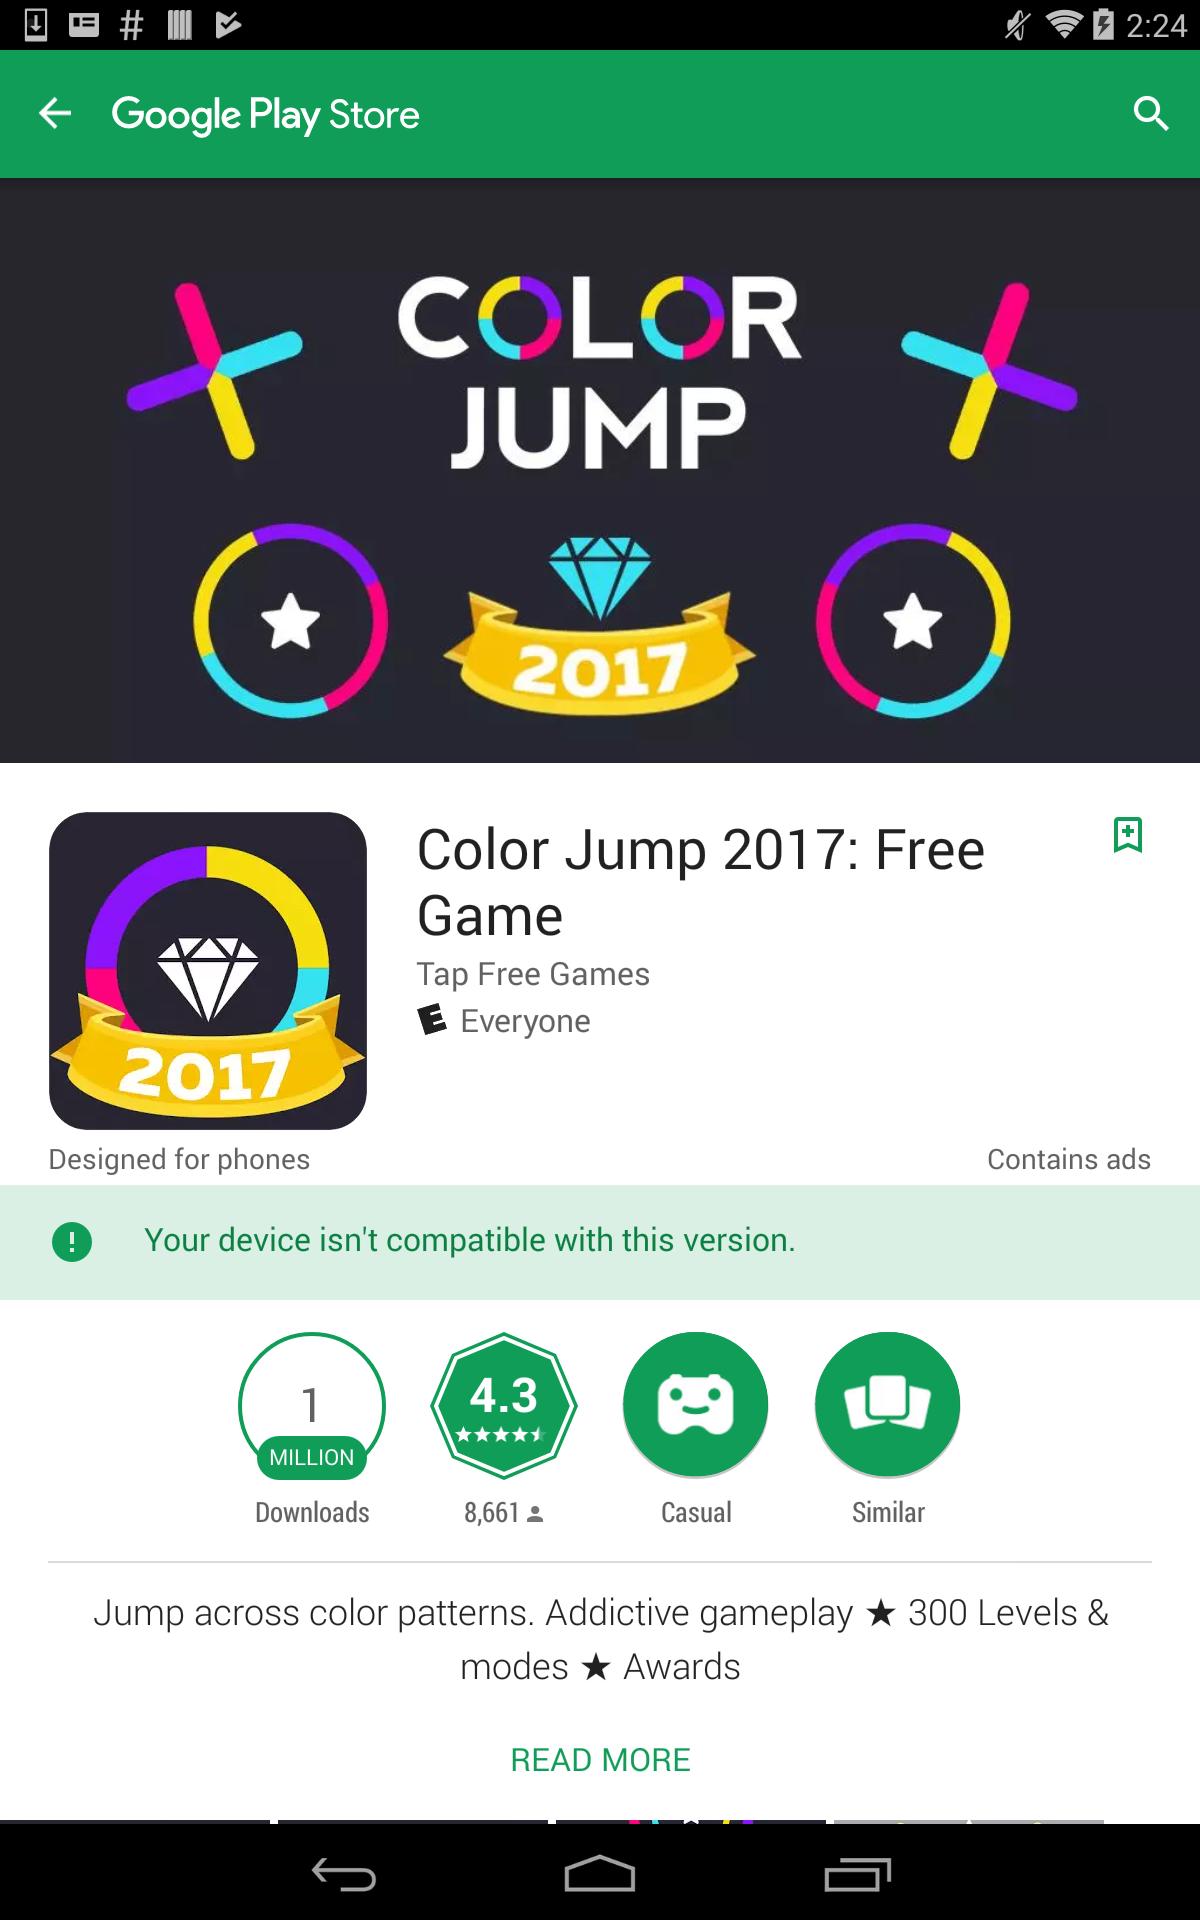 2:24
Google Play Store
COLOR
JUMP
2017
Color Jump 2017: Free
Game
Tap Free Games
E Everyone
2017
Designed for phones
Contains ads
Your device isn't compatible with this version.
1
MILLION
Downloads
4.3
8,661
Casual
Similar
Jump across color patterns. Addictive gameplay ★ 300 Levels &
modes ★ Awards
READ MORE